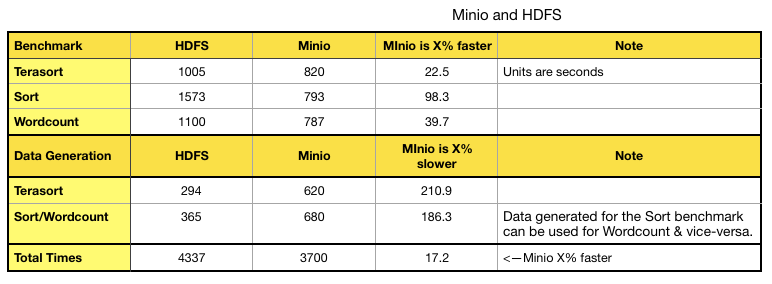 Minio and HDFS
Benchmark HDFS Minio MInio is X% faster Note
Terasort 1005 820 22.5 Units are seconds
Sort 1573 793 98.3
Wordcount 1100 787 39.7
Data Generation HDFS Minio MInio is X% slower Note
Terasort 294 620 210.9
Sort/Wordcount 365 680 186.3 Data generated for the Sort benchmark
can be used for Wordcount & vice-versa.
Total Times 4337 3700 17.2 <—Minio X% faster